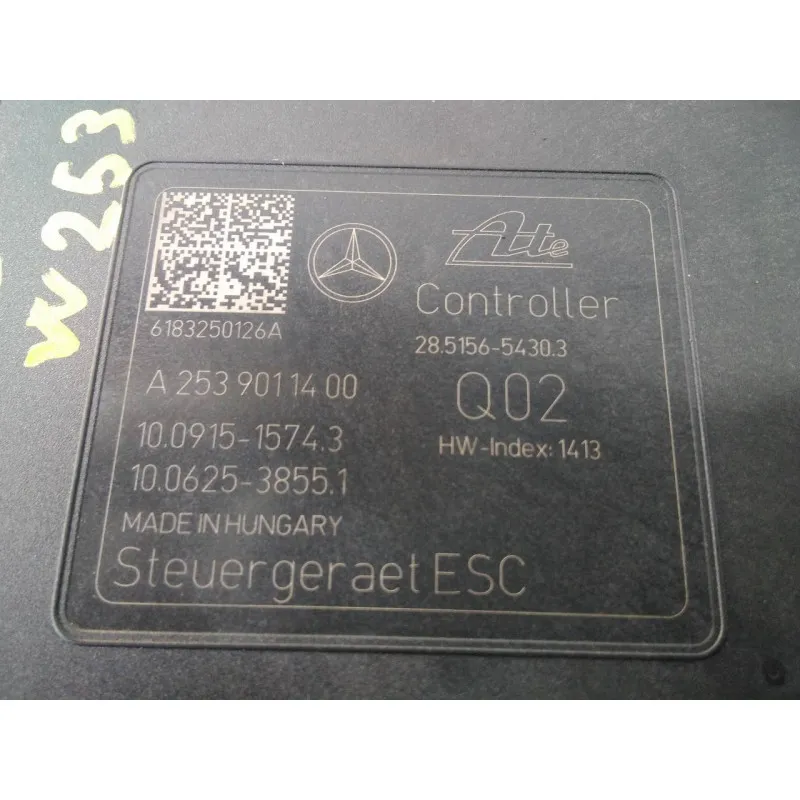 W253
Ate
Controller
6183250126A
28.5156-5430.3
A 253 901 14 00
Q02
10.0915-1574.3
HW-Index: 1413
10.0625-3855.1
MADE IN HUNGARY
Steuergeraet ESC